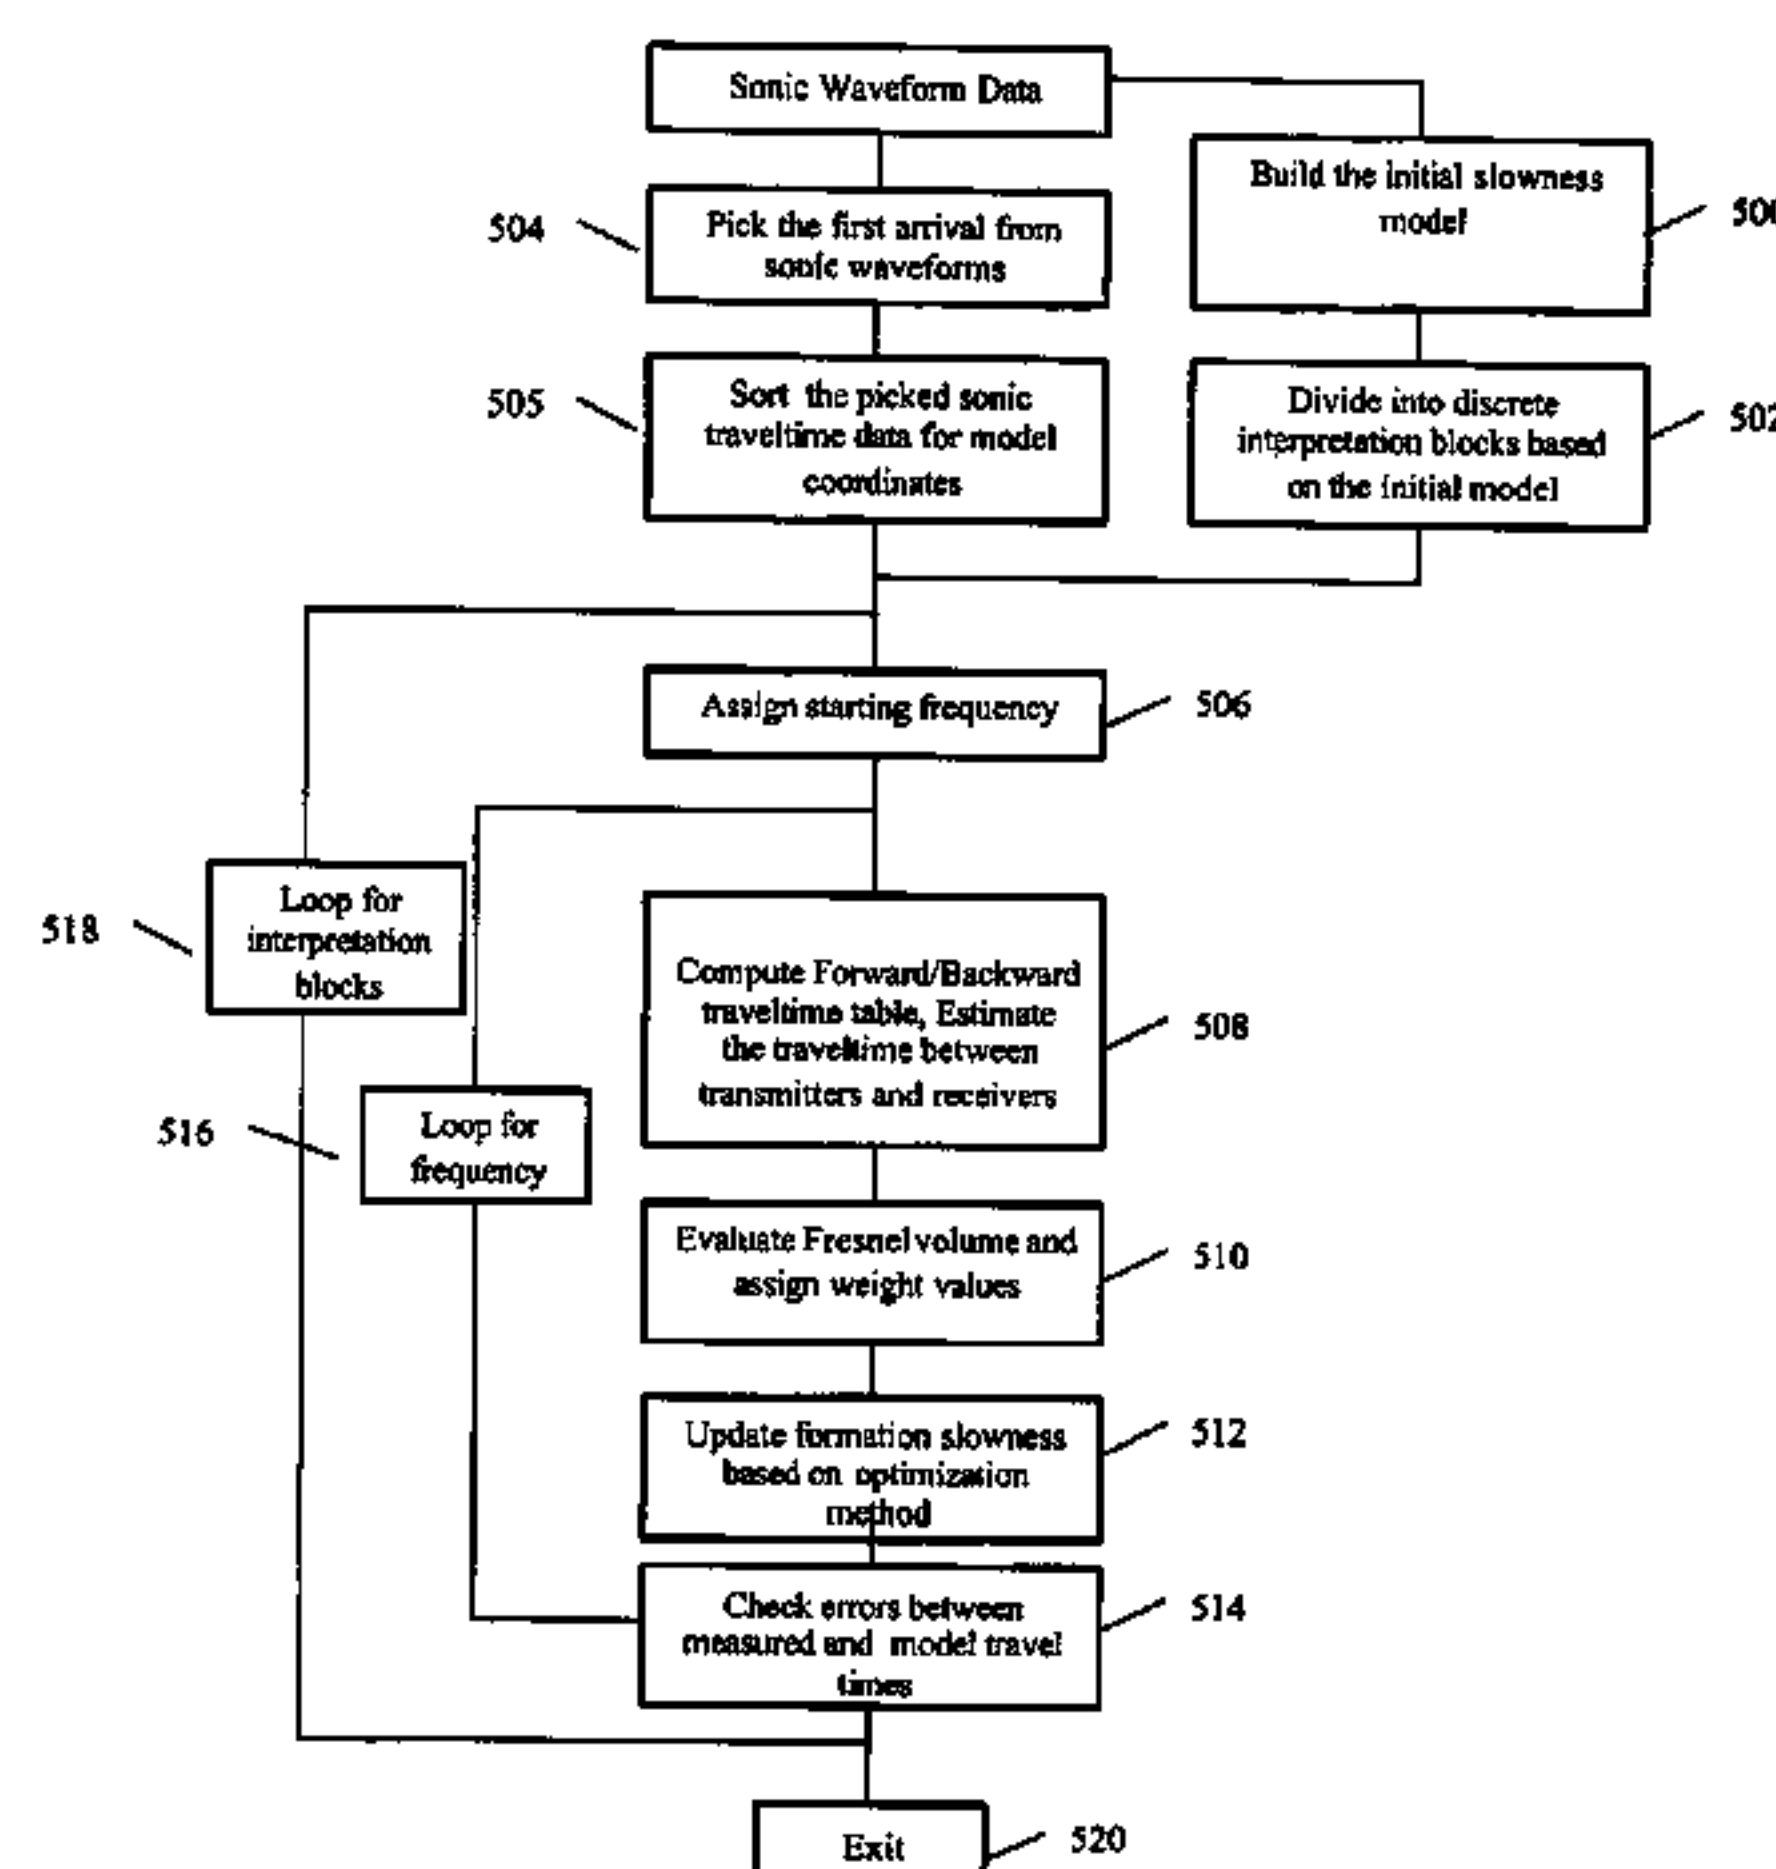 Sonic Waveform Data
Build the initial slowness
model
504
Pick the first arrival from
sonic waveforms
505
Sort the picked sonic
traveltime data for model
coordinates
Divide into discrete
interpretation blocks based
on the initial model
Assign starting frequency
506
518
Loop for
interpretation
blocks
Compute Forward/Backward
traveltime table, Estimate
the traveltime between
transmitters and receivers
508
516
Loop for
frequency
Evaluate Fresnel volume and
assign weight values
510
Update formation slowness
based on optimization
method
512
Check errors between
measured and model travel
times
514
Exit
520